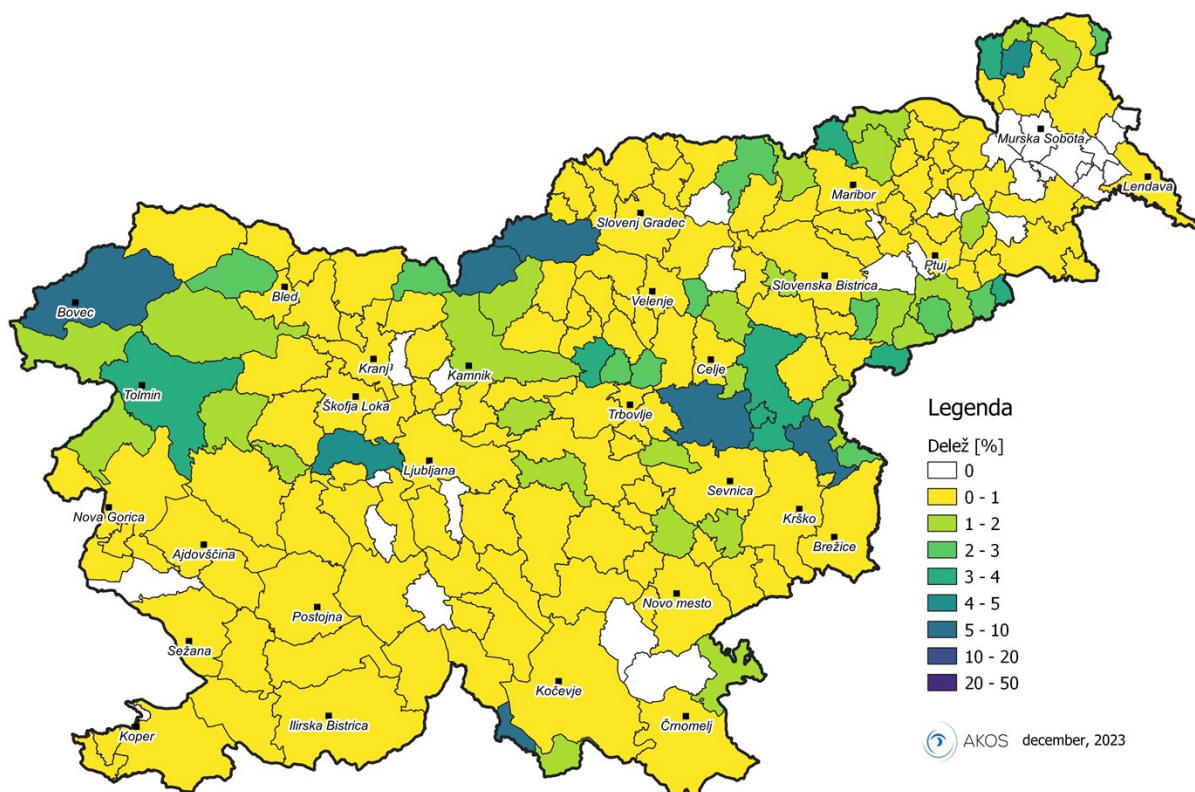 Murska Sobota
Lendava
Maribor
Slovenj Gradec
Ptuj
Slovenska Bistrica
Velenje
Bled
Bovec
Kranj
Kamnik
Celje
Tolmin
Škofja Loka
Trbovlje
Ljubljana
Sevnica
Nova Gorica
Krško
Brežice
Ajdovščina
Novo mesto
Postojna
Sežana
Kočevje
Koper
Ilirska Bistrica
Črnomelj
Legenda
Delež [%]
0
0 - 1
1 - 2
2 - 3
3 - 4
4 - 5
5 - 10
10 - 20
20 - 50
AKOS december, 2023